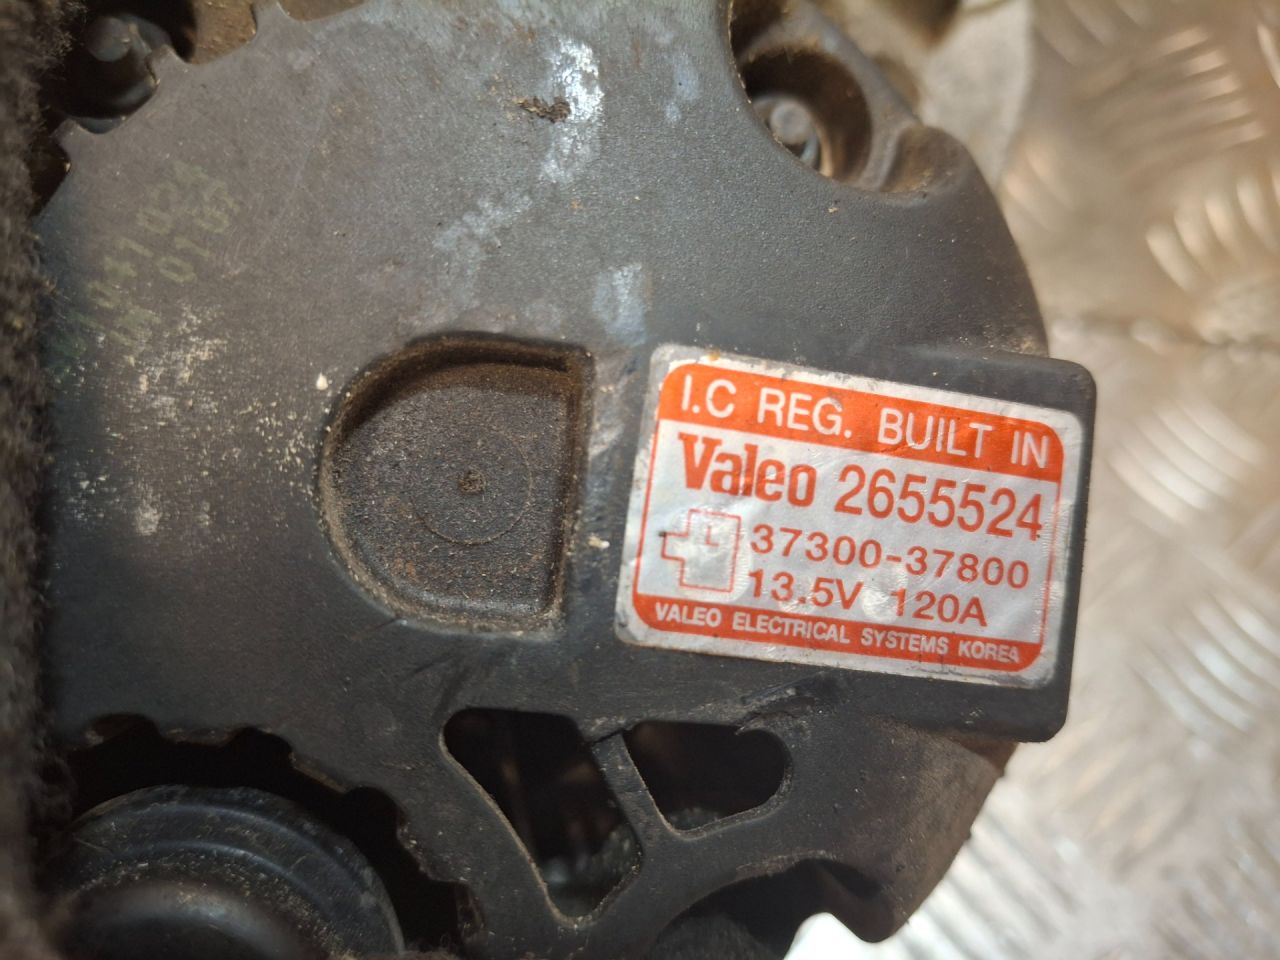 I.C REG. BUILT IN
Valeo 2655524
37300-37800
13.5V 120A
VALEO ELECTRICAL SYSTEMS KOREA